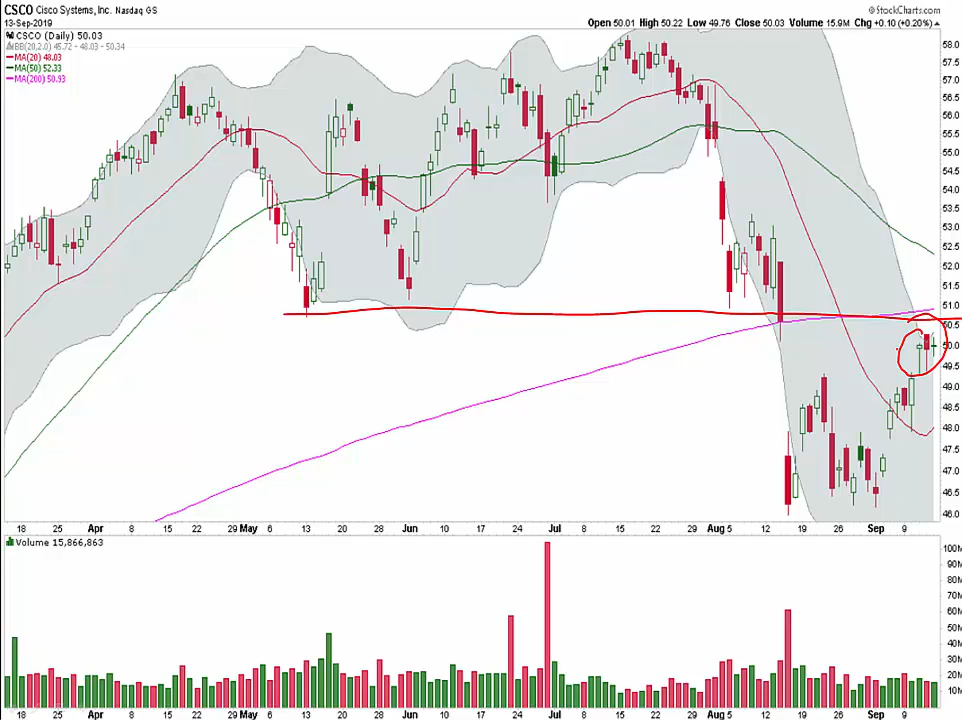 CSCO Cisco Systems, Inc. Nasdaq GS © StockCharts.com
13-Sep-2019 Open 50.01 High 50.22 Low 49.76 Close 50.03 Volume 15.9M Chg +0.10 (+0.20%)
CSCO (Daily) 50.03
BB(20,2.0) 45.72 - 48.03 - 50.34
MA(20) 48.03
MA(50) 52.33
MA(200) 50.93
58.0
57.5
57.0
56.5
56.0
55.5
55.0
54.5
54.0
53.5
53.0
52.5
52.0
51.5
51.0
50.5
50.0
49.5
49.0
48.5
48.0
47.5
47.0
46.5
46.0
18 25 Apr 8 15 22 29 May 6 13 20 28 Jun 10 17 24 Jul 8 15 22 29 Aug 5 12 19 26 Sep 9
Volume 15,866,863
100M
90M
80M
70M
60M
50M
40M
30M
20M
10M
18 25 Apr 8 15 22 29 May 6 13 20 28 Jun 10 17 24 Jul 8 15 22 29 Aug 5 12 19 26 Sep 9